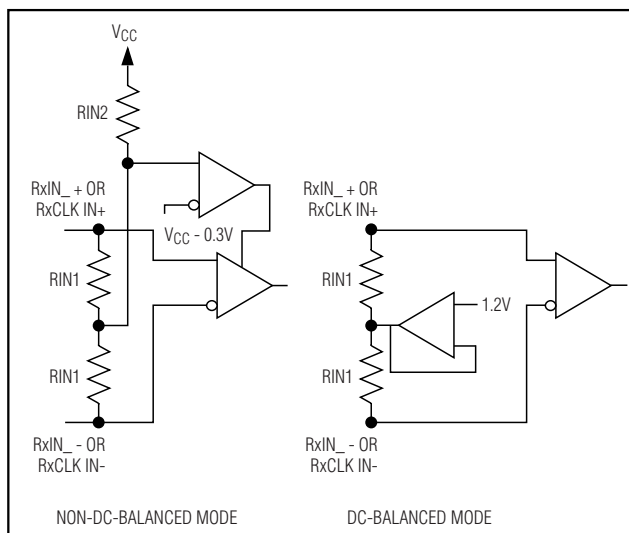 VCC
RIN2
RxIN_ + OR
RxCLK IN+
VCC - 0.3V
RIN1
RIN1
RxIN_ - OR
RxCLK IN-
NON-DC-BALANCED MODE
RxIN_ + OR
RxCLK IN+
RIN1
1.2V
RIN1
RxIN_ - OR
RxCLK IN-
DC-BALANCED MODE